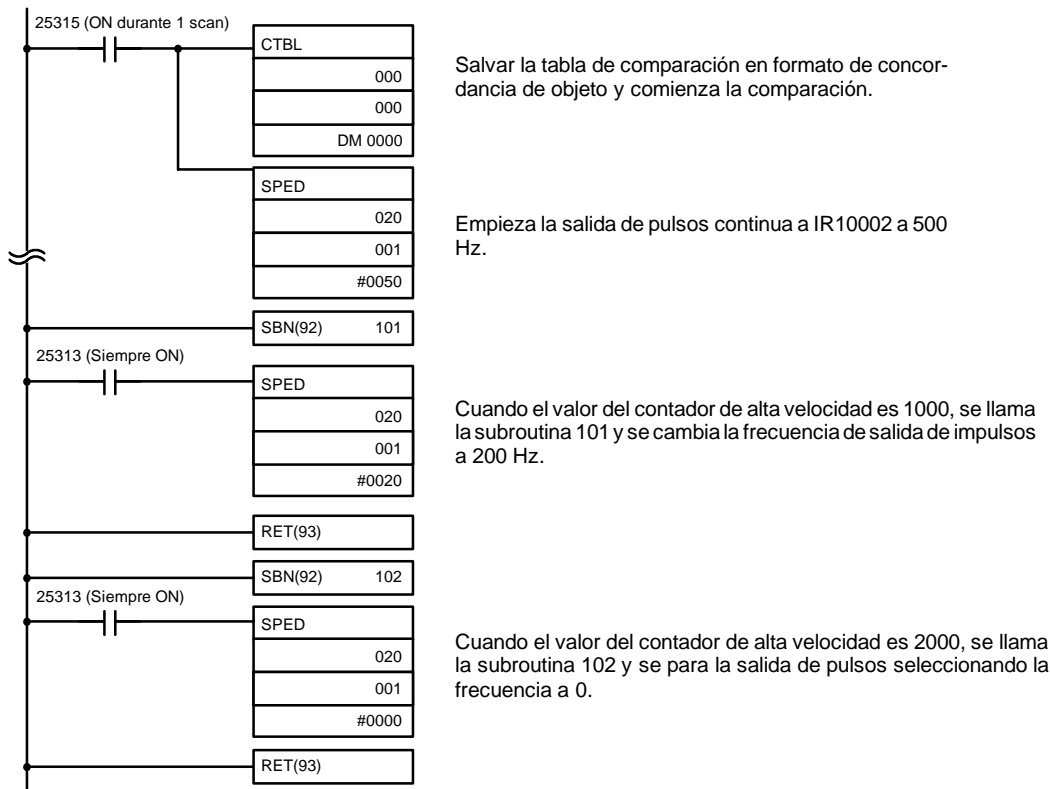 25315 (ON durante 1 scan)
CTBL
000
000
DM 0000
Salvar la tabla de comparación en formato de concor-
dancia de objeto y comienza la comparación.
SPED
020
001
#0050
Empieza la salida de pulsos continua a IR10002 a 500
Hz.
SBN(92) 101
25313 (Siempre ON)
SPED
020
001
#0020
Cuando el valor del contador de alta velocidad es 1000, se llama
la subroutina 101 y se cambia la frecuencia de salida de impulsos
a 200 Hz.
RET(93)
SBN(92) 102
25313 (Siempre ON)
SPED
020
001
#0000
Cuando el valor del contador de alta velocidad es 2000, se llama
la subroutina 102 y se para la salida de pulsos seleccionando la
frecuencia a 0.
RET(93)